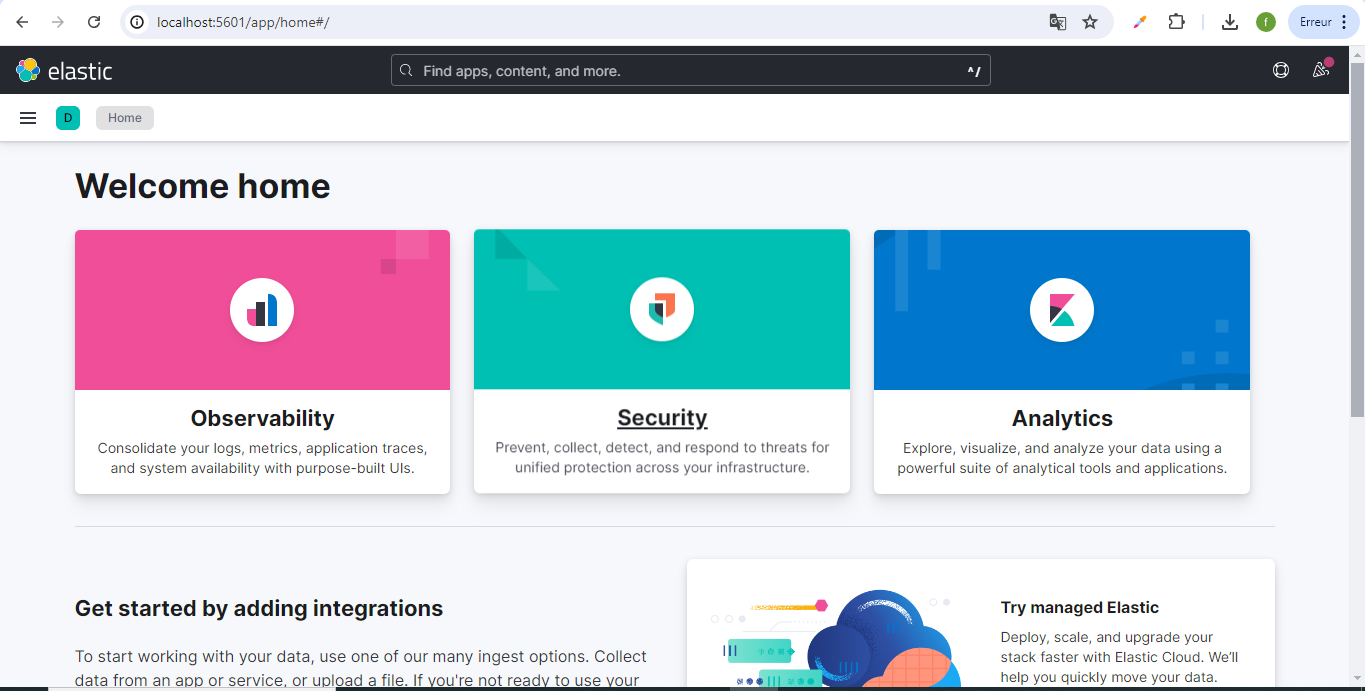 localhost:5601/app/home#/
f
Erreur
elastic
Find apps, content, and more.
^/
D
Home
Welcome home
Observability
Consolidate your logs, metrics, application traces,
and system availability with purpose-built UIs.
Security
Prevent, collect, detect, and respond to threats for
unified protection across your infrastructure.
Analytics
Explore, visualize, and analyze your data using a
powerful suite of analytical tools and applications.
Get started by adding integrations
To start working with your data, use one of our many ingest options. Collect
data from an app or service, or upload a file. If you're not ready to use your
Try managed Elastic
Deploy, scale, and upgrade your
stack faster with Elastic Cloud. We’ll
help you quickly move your data.